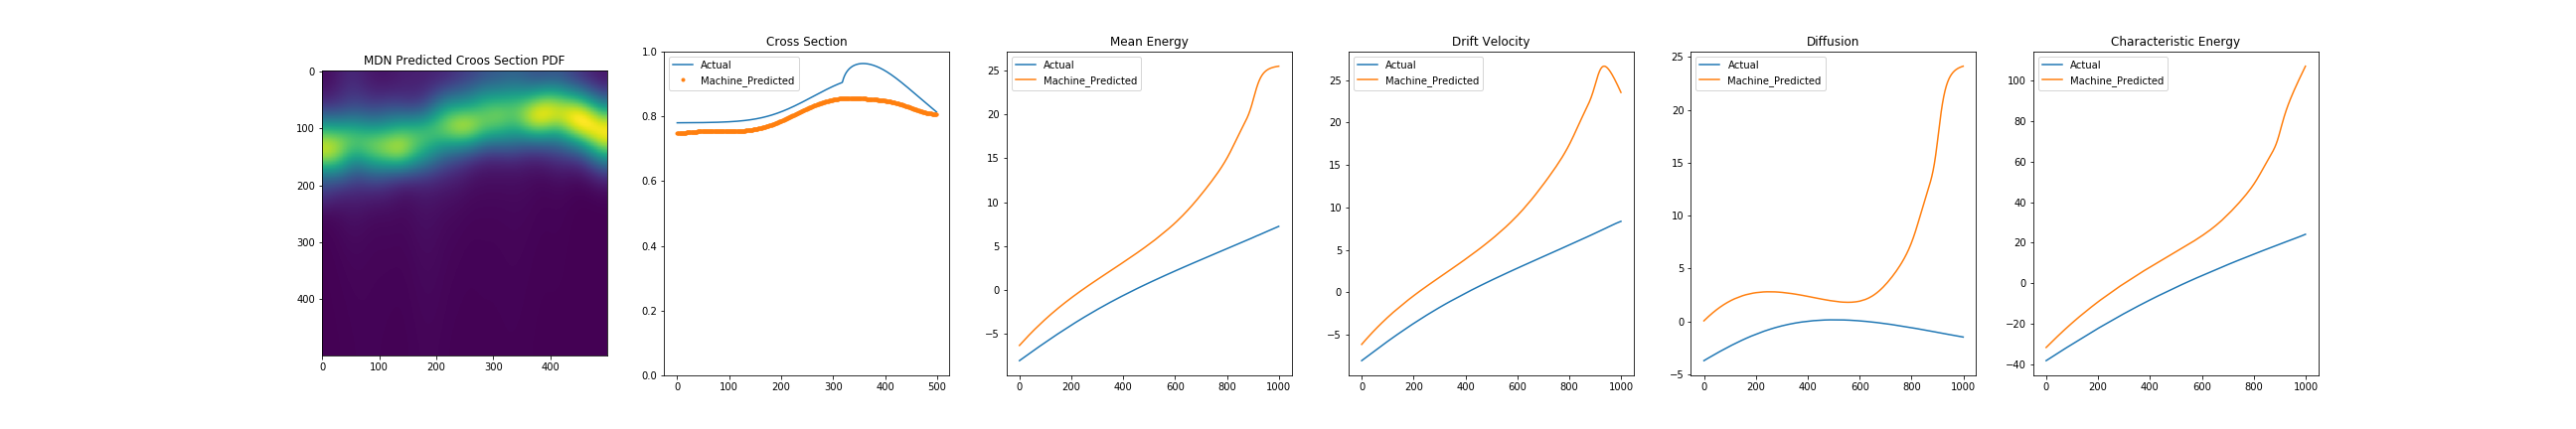 MDN Predicted Croos Section PDF
0
100
200
300
400
0 100 200 300 400
Cross Section
Actual
Machine_Predicted
1.0
0.8
0.6
0.4
0.2
0.0
0 100 200 300 400 500
Mean Energy
Actual
Machine_Predicted
25
20
15
10
5
0
−5
0 200 400 600 800 1000
Drift Velocity
Actual
Machine_Predicted
25
20
15
10
5
0
−5
0 200 400 600 800 1000
Diffusion
Actual
Machine_Predicted
25
20
15
10
5
0
−5
0 200 400 600 800 1000
Characteristic Energy
Actual
Machine_Predicted
100
80
60
40
20
0
−20
−40
0 200 400 600 800 1000